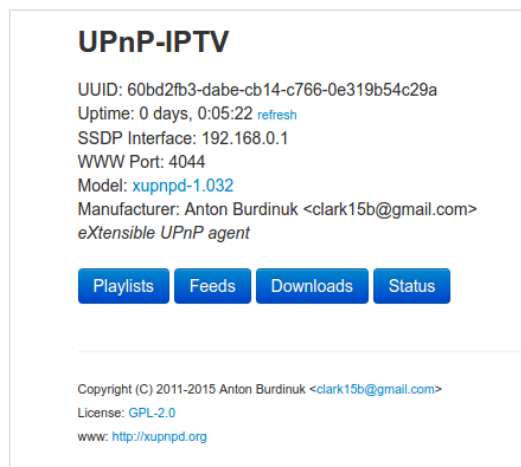 UPnP-IPTV
UUID: 60bd2fb3-dabe-cb14-c766-0e319b54c29a
Uptime: 0 days, 0:05:22 refresh
SSDP Interface: 192.168.0.1
WWW Port: 4044
Model: xupnpd-1.032
Manufacturer: Anton Burdinuk <clark15b@gmail.com>
eXtensible UPnP agent
Playlists Feeds Downloads Status
Copyright (C) 2011-2015 Anton Burdinuk <clark15b@gmail.com>
License: GPL-2.0
www: http://xupnpd.org